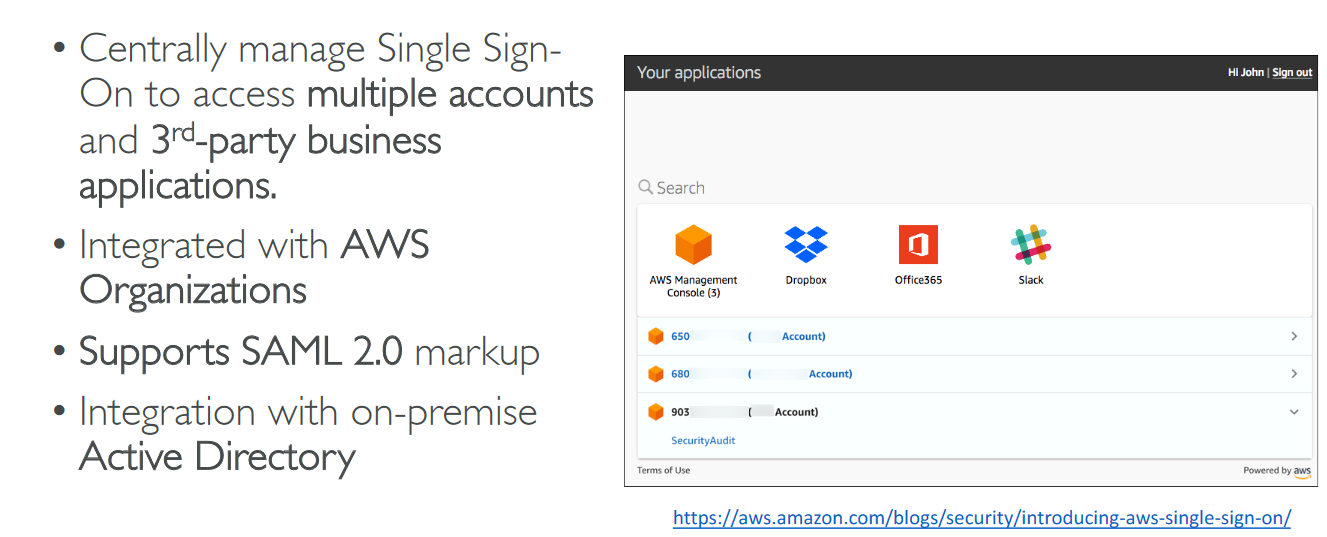 • Centrally manage Single Sign-
On to access multiple accounts
and 3rd-party business
applications.
• Integrated with AWS
Organizations
• Supports SAML 2.0 markup
• Integration with on-premise
Active Directory
Your applications
Hi John | Sign out
Search
AWS Management
Console (3)
Dropbox
Office365
Slack
650 ( Account)
680 ( Account)
903 ( Account)
SecurityAudit
Terms of Use
Powered by aws
https://aws.amazon.com/blogs/security/introducing-aws-single-sign-on/